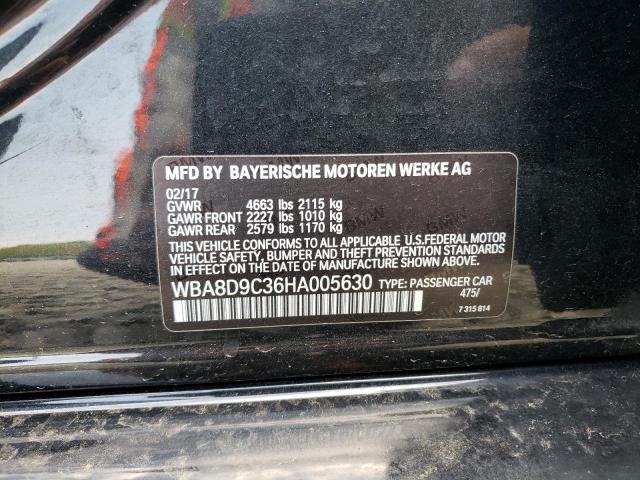 MFD BY BAYERISCHE MOTOREN WERKE AG
02/17
GVWR 4663 lbs 2115 kg
GAWR FRONT 2227 lbs 1010 kg
GAWR REAR 2579 lbs 1170 kg
THIS VEHICLE CONFORMS TO ALL APPLICABLE U.S.FEDERAL MOTOR
VEHICLE SAFETY, BUMPER AND THEFT PREVENTION STANDARDS
IN EFFECT ON THE DATE OF MANUFACTURE SHOWN ABOVE.
WBA8D9C36HA005630 TYPE: PASSENGER CAR
475/
7 315 814